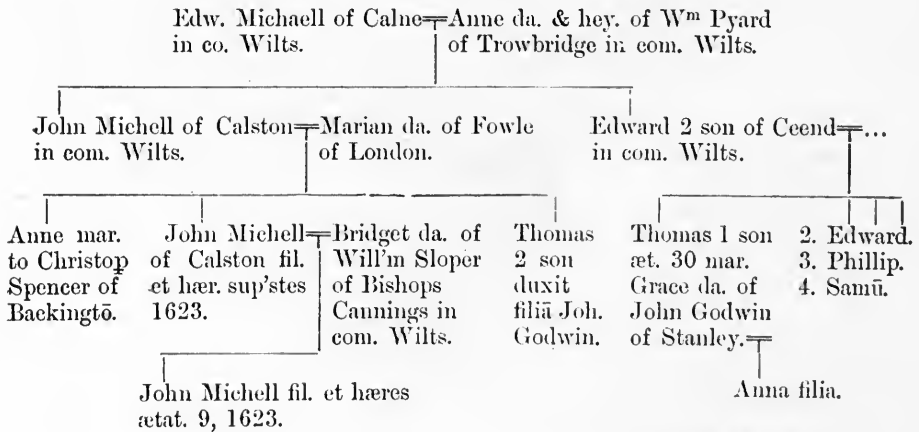 Edw. Michaell of Calne=Anne da. & hey. of Wᵐ Pyard
in co. Wilts. of Trowbridge in com. Wilts.
John Michell of Calston=Marian da. of Fowle
in com. Wilts. of London.
Edward 2 son of Ceend=...
in com. Wilts.
Anne mar.
to Christop
Spencer of
Backingtō.
John Michell=Bridget da. of
of Calston fil. Will'm Sloper
et hær. sup'stes of Bishops
1623. Cannings in
com. Wilts.
Thomas
2 son
duxit
filiā Joh.
Godwin.
Thomas 1 son
æt. 30 mar.
Grace da. of
John Godwin
of Stanley.=
2. Edward.
3. Phillip.
4. Samū.
John Michell fil. et hæres
ætat. 9, 1623.
Anna filia.